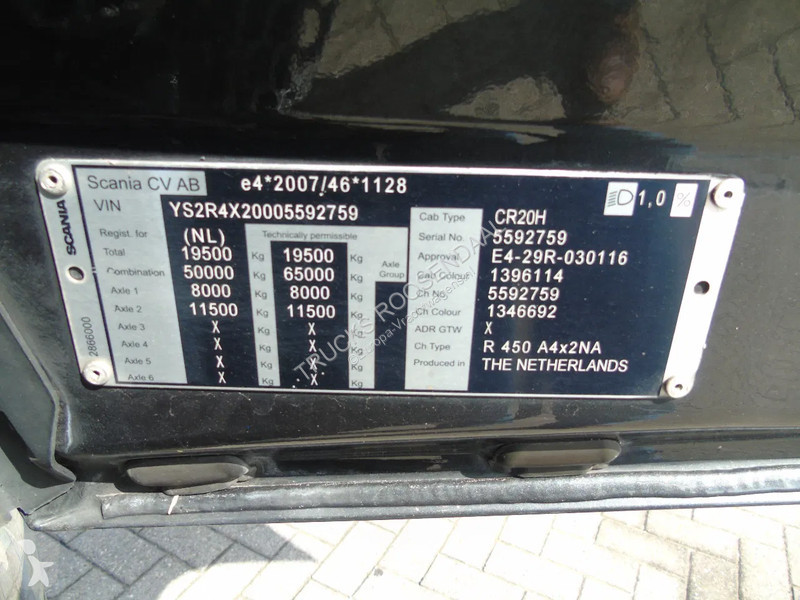 Scania CV AB e4*2007/46*1128 1,0 %
VIN YS2R4X20005592759
SCANIA
2866000
Regist. for (NL) Technically permissible
Total 19500 Kg 19500 Kg Axle Group
Combination 50000 Kg 65000 Kg
Axle 1 8000 Kg 8000 Kg
Axle 2 11500 Kg 11500 Kg
Axle 3 X Kg X Kg
Axle 4 X Kg X Kg
Axle 5 X Kg X Kg
Axle 6 X Kg X Kg
Cab Type CR20H
Serial No. 5592759
Approval E4-29R-030116
Cab Colout 1396114
Ch No 5592759
Ch Colour 1346692
ADR GTW X
Ch Type R 450 A4x2NA
Produced in THE NETHERLANDS
TRUCKS ROOSENDAAL